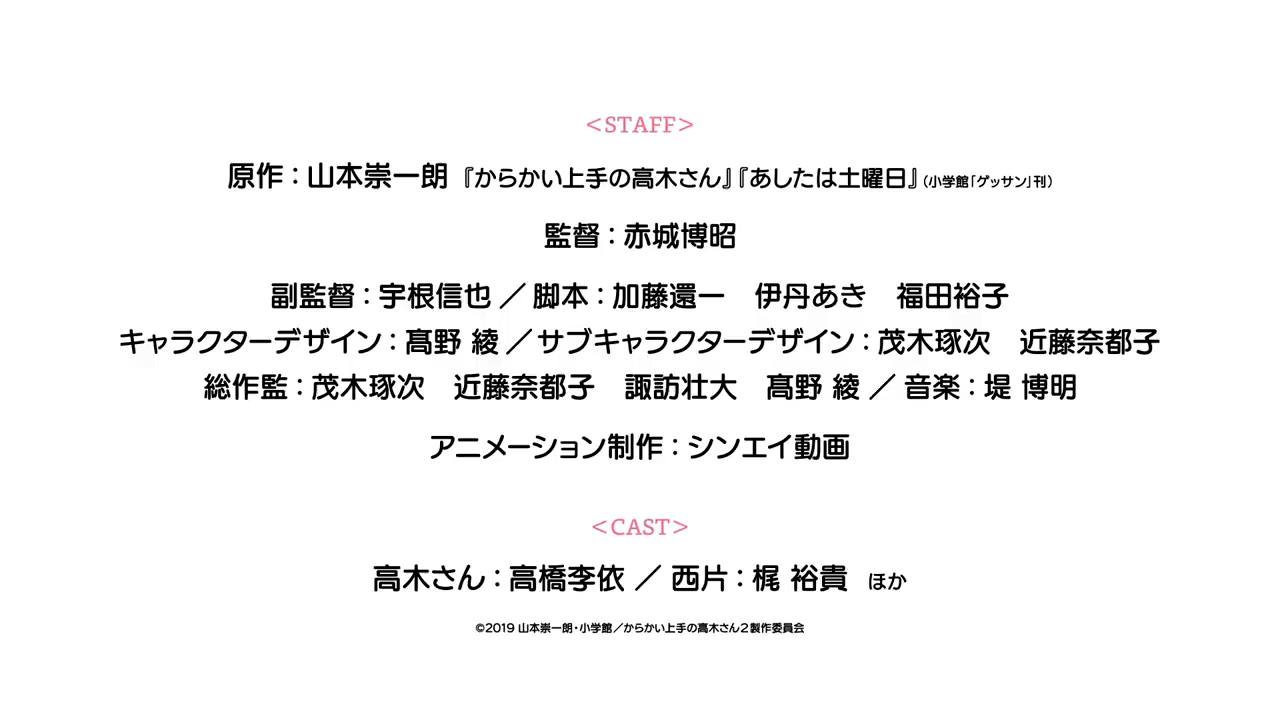 <STAFF>
原作：山本崇一朗 『からかい上手の高木さん』『あしたは土曜日』（小学館「ゲッサン」刊）
監督：赤城博昭
副監督：宇根信也 ／ 脚本：加藤還一　伊丹あき　福田裕子
キャラクターデザイン：髙野 綾 ／ サブキャラクターデザイン：茂木琢次　近藤奈都子
総作監：茂木琢次　近藤奈都子　諏訪壮大　髙野 綾 ／ 音楽：堤 博明
アニメーション制作：シンエイ動画
<CAST>
高木さん：高橋李依 ／ 西片：梶 裕貴　ほか
©2019 山本崇一朗・小学館／からかい上手の高木さん２製作委員会